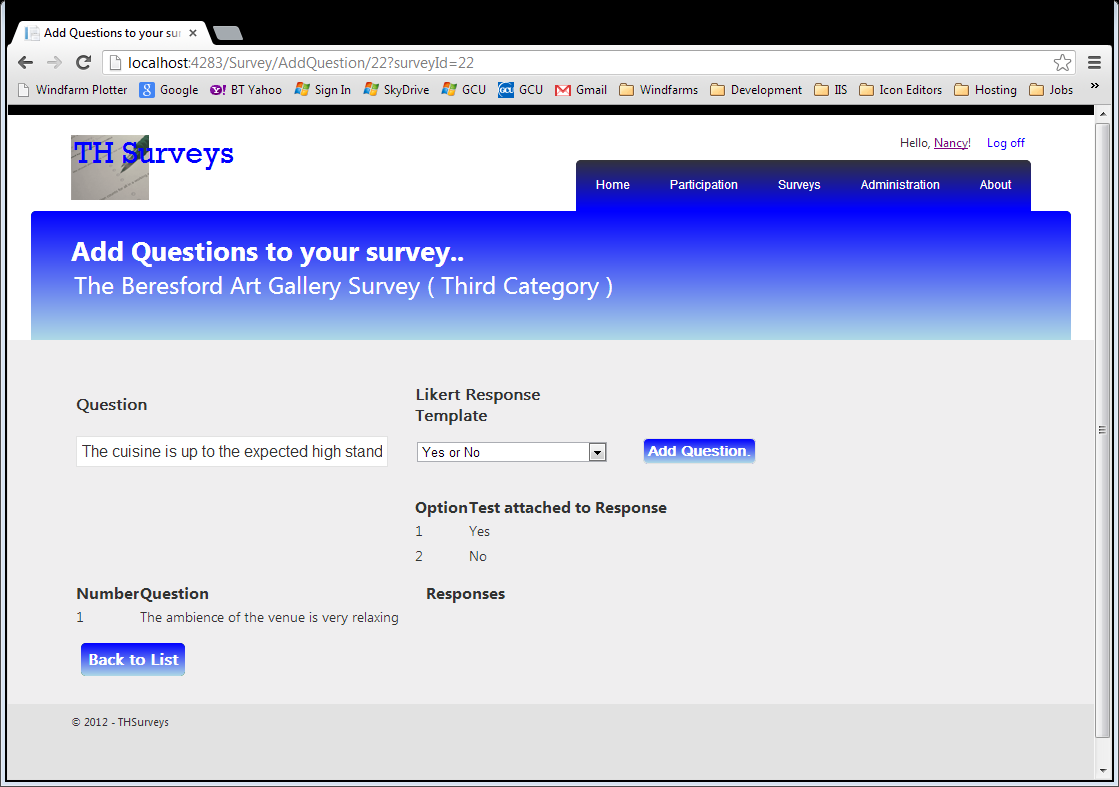 Add Questions to your sur
localhost:4283/Survey/AddQuestion/22?surveyId=22
Windfarm Plotter Google BT Yahoo Sign In SkyDrive GCU GCU Gmail Windfarms Development IIS Icon Editors Hosting Jobs »
TH Surveys
Hello, Nancy! Log off
Home Participation Surveys Administration About
Add Questions to your survey..
The Beresford Art Gallery Survey ( Third Category )
Question
Likert Response
Template
The cuisine is up to the expected high stand
Yes or No
Add Question.
Option Test attached to Response
1 Yes
2 No
Number Question Responses
1 The ambience of the venue is very relaxing
Back to List
© 2012 - THSurveys